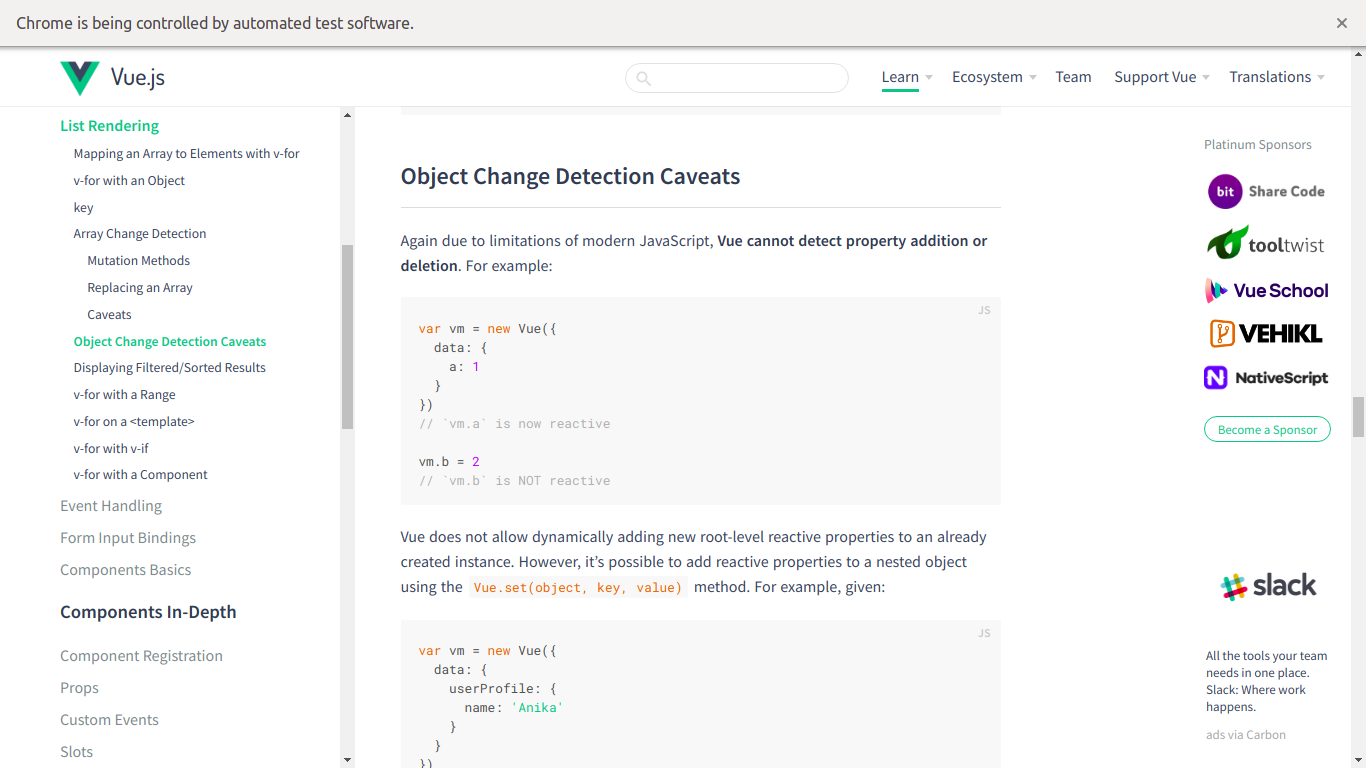 Chrome is being controlled by automated test software.
Vue.js
Learn
Ecosystem
Team
Support Vue
Translations
List Rendering
Mapping an Array to Elements with v-for
v-for with an Object
key
Array Change Detection
Mutation Methods
Replacing an Array
Caveats
Object Change Detection Caveats
Displaying Filtered/Sorted Results
v-for with a Range
v-for on a <template>
v-for with v-if
v-for with a Component
Event Handling
Form Input Bindings
Components Basics
Components In-Depth
Component Registration
Props
Custom Events
Slots
Object Change Detection Caveats
Again due to limitations of modern JavaScript, Vue cannot detect property addition or
deletion. For example:
JS
var vm = new Vue({
  data: {
    a: 1
  }
})
// `vm.a` is now reactive
vm.b = 2
// `vm.b` is NOT reactive
Vue does not allow dynamically adding new root-level reactive properties to an already
created instance. However, it’s possible to add reactive properties to a nested object
using the Vue.set(object, key, value) method. For example, given:
JS
var vm = new Vue({
  data: {
    userProfile: {
      name: 'Anika'
    }
  }
})
Platinum Sponsors
bit Share Code
tooltwist
Vue School
VEHIKL
N NativeScript
Become a Sponsor
slack
All the tools your team
needs in one place.
Slack: Where work
happens.
ads via Carbon